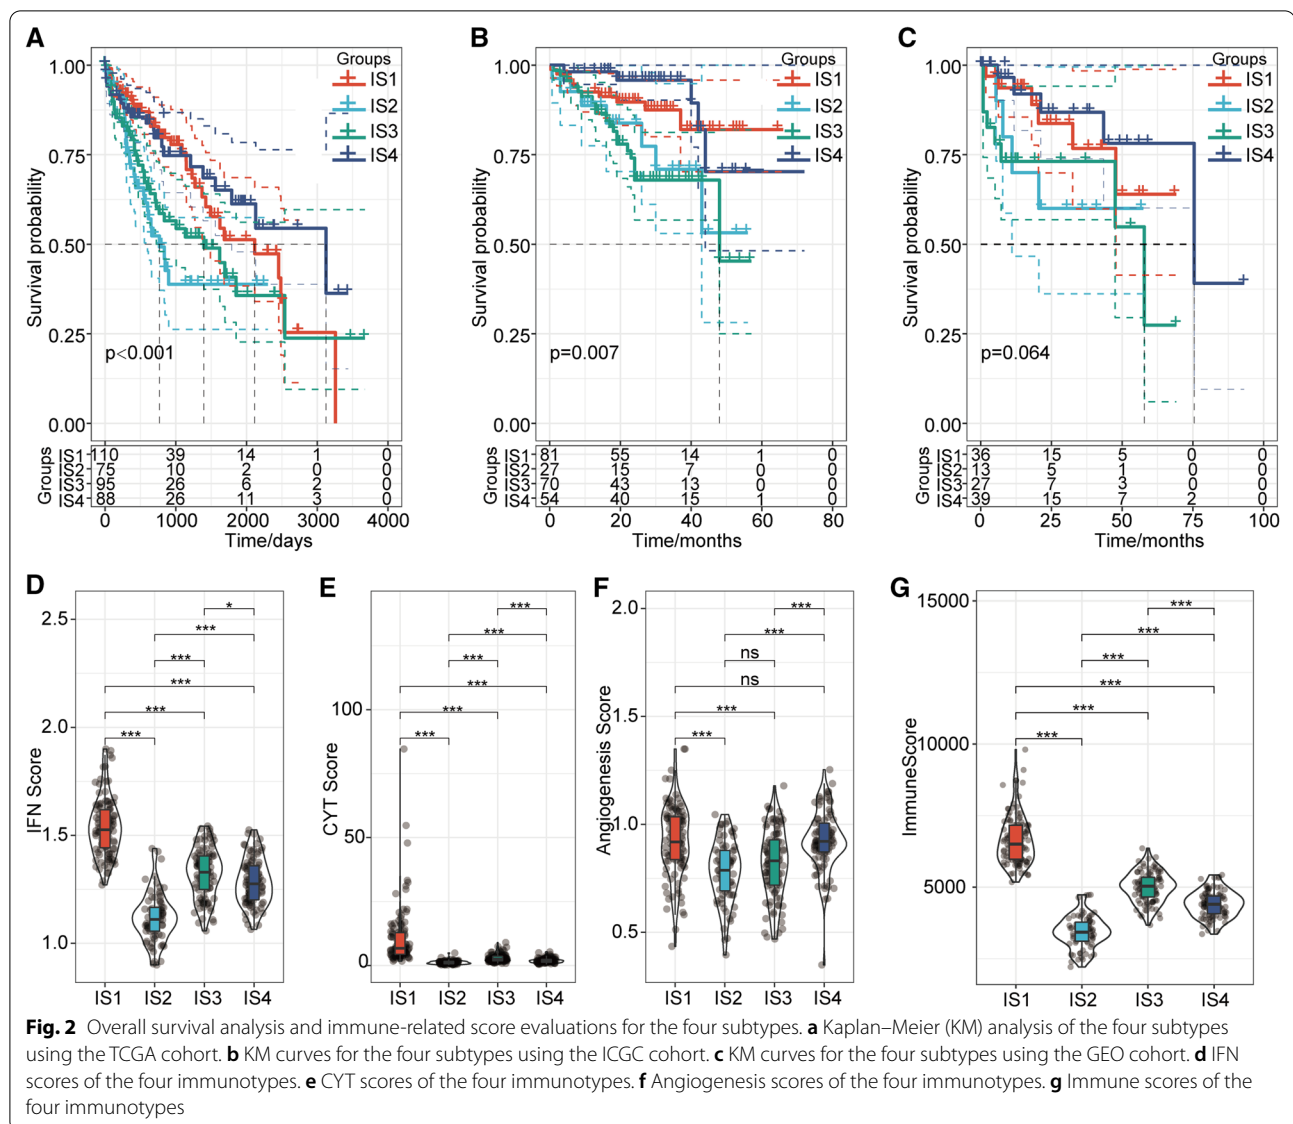 A
Groups
IS1
IS2
IS3
IS4
1.00
0.75
0.50
0.25
0.00
Survival probability
p<0.001
Groups
IS1 110 39 14 1 0
IS2 75 10 2 0 0
IS3 95 26 6 2 0
IS4 88 26 11 3 0
0 1000 2000 3000 4000
Time/days
B
Groups
IS1
IS2
IS3
IS4
1.00
0.75
0.50
0.25
0.00
Survival probability
p=0.007
Groups
IS1 81 55 14 1 0
IS2 27 15 7 0 0
IS3 70 43 13 0 0
IS4 54 40 15 1 0
0 20 40 60 80
Time/months
C
Groups
IS1
IS2
IS3
IS4
1.00
0.75
0.50
0.25
0.00
Survival probability
p=0.064
Groups
IS1 36 15 5 0 0
IS2 13 5 1 0 0
IS3 27 7 3 0 0
IS4 39 15 7 2 0
0 25 50 75 100
Time/months
D
IFN Score
2.5
2.0
1.5
1.0
*
***
***
***
***
***
IS1 IS2 IS3 IS4
E
CYT Score
100
50
0
***
***
***
***
***
***
IS1 IS2 IS3 IS4
F
Angiogenesis Score
2.0
1.5
1.0
0.5
***
***
ns
ns
***
***
IS1 IS2 IS3 IS4
G
ImmuneScore
15000
10000
5000
***
***
***
***
***
***
IS1 IS2 IS3 IS4
Fig. 2 Overall survival analysis and immune-related score evaluations for the four subtypes. a Kaplan–Meier (KM) analysis of the four subtypes
using the TCGA cohort. b KM curves for the four subtypes using the ICGC cohort. c KM curves for the four subtypes using the GEO cohort. d IFN
scores of the four immunotypes. e CYT scores of the four immunotypes. f Angiogenesis scores of the four immunotypes. g Immune scores of the
four immunotypes